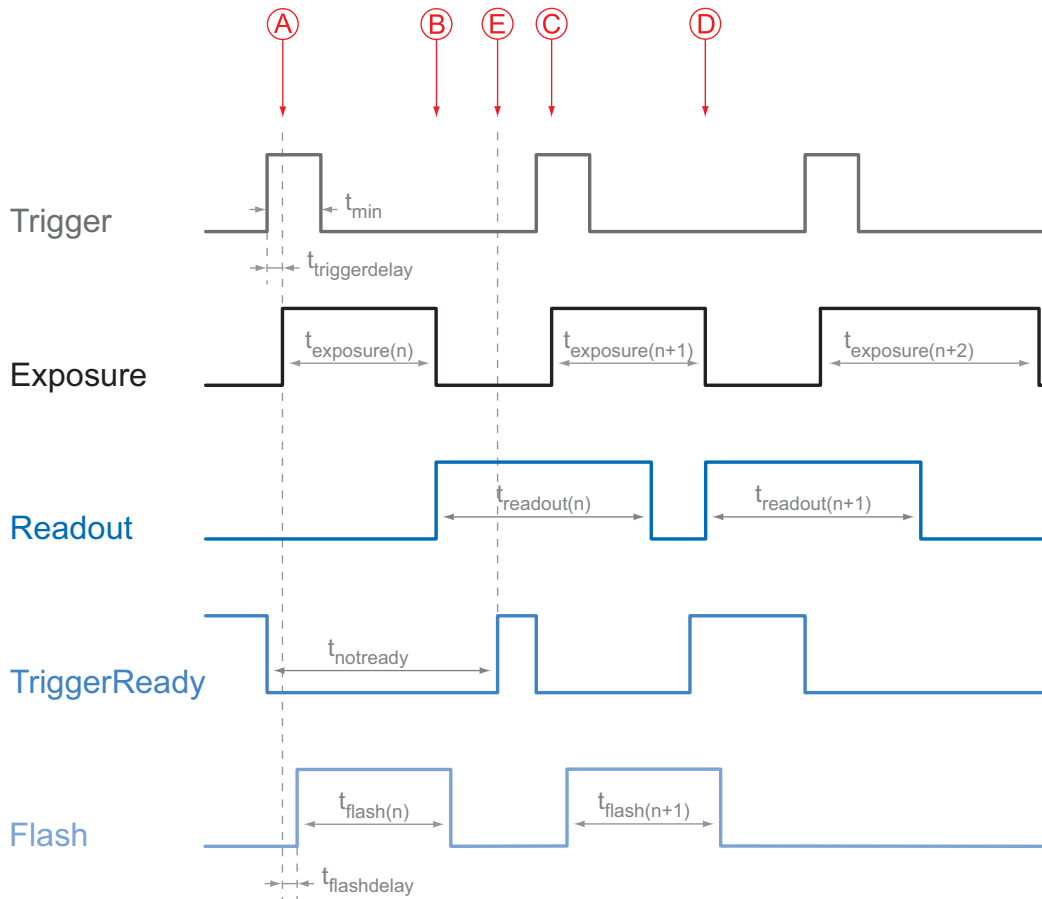 A B E C D
t_min
Trigger
t_triggerdelay
t_exposure(n) t_exposure(n+1) t_exposure(n+2)
Exposure
t_readout(n) t_readout(n+1)
Readout
t_notready
TriggerReady
t_flash(n) t_flash(n+1)
Flash
t_flashdelay